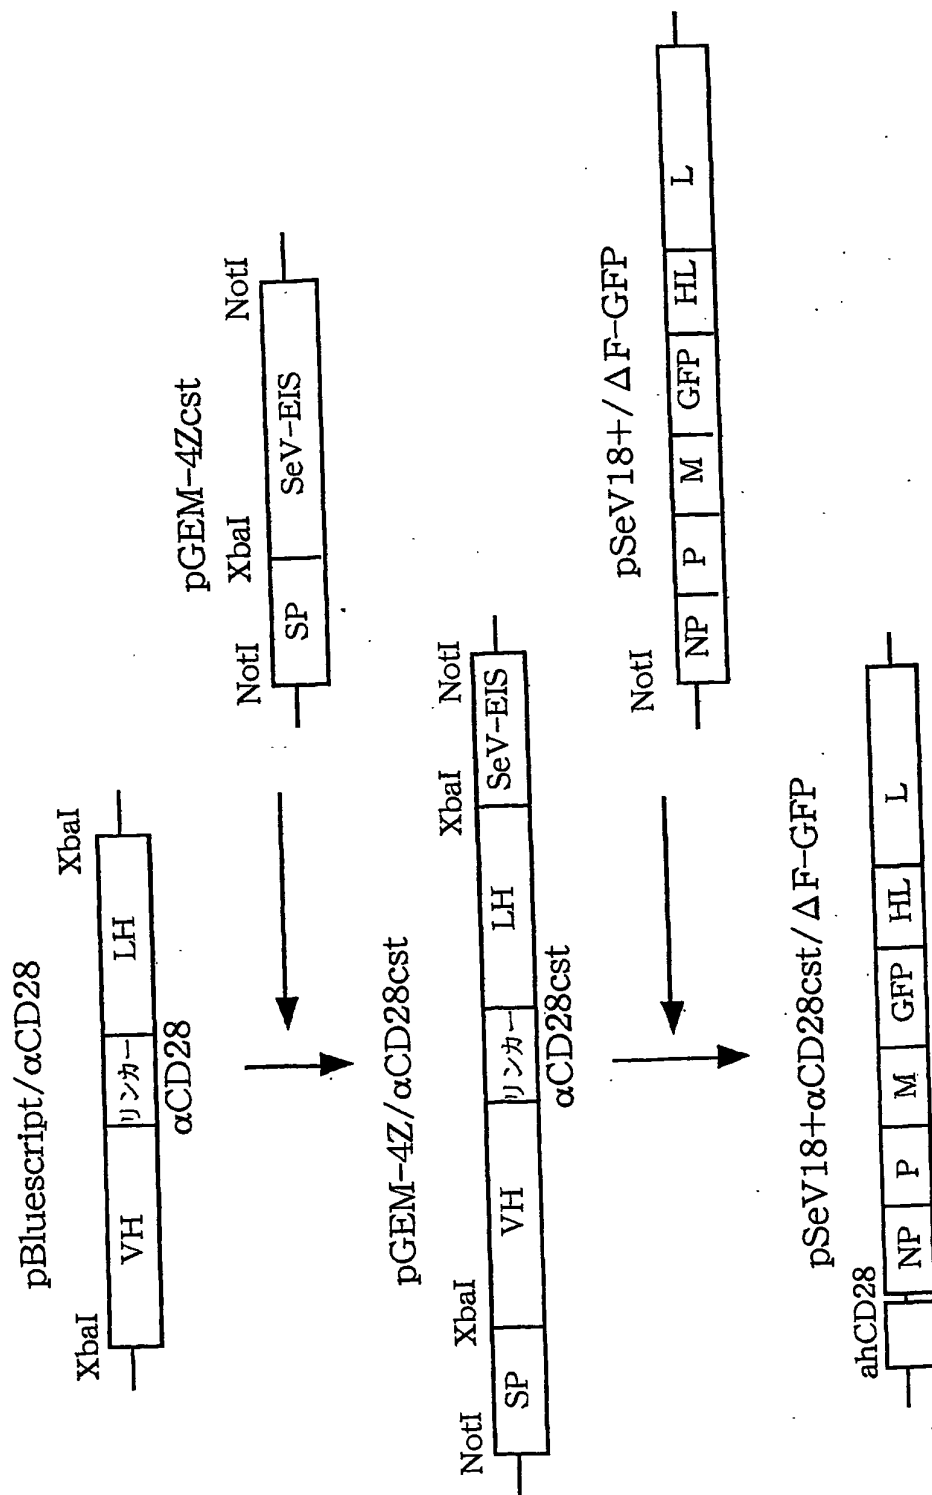 pBluescript/αCD28
XbaI
XbaI
VH
リンカー
LH
αCD28
pGEM-4Zcst
NotI
XbaI
NotI
SP
SeV-EIS
pGEM-4Z/αCD28cst
NotI
XbaI
XbaI
NotI
SP
VH
リンカー
LH
SeV-EIS
αCD28cst
pSeV18+/ΔF-GFP
NotI
NP
P
M
GFP
HL
L
pSeV18+αCD28cst/ΔF-GFP
ahCD28
NP
P
M
GFP
HL
L